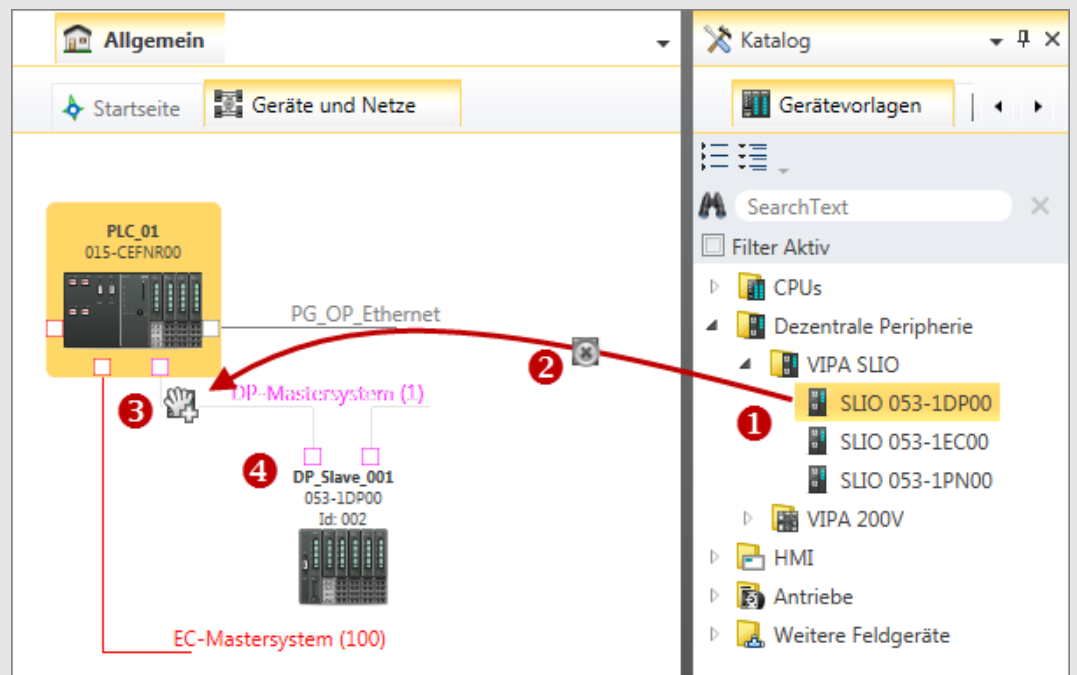 Allgemein
Startseite
Geräte und Netze
PLC_01
015-CEFNR00
PG_OP_Ethernet
2
3
DP-Mastersystem (1)
4
DP_Slave_001
053-1DP00
Id: 002
EC-Mastersystem (100)
Katalog
Gerätevorlagen
SearchText
Filter Aktiv
CPUs
Dezentrale Peripherie
VIPA SLIO
1
SLIO 053-1DP00
SLIO 053-1EC00
SLIO 053-1PN00
VIPA 200V
HMI
Antriebe
Weitere Feldgeräte